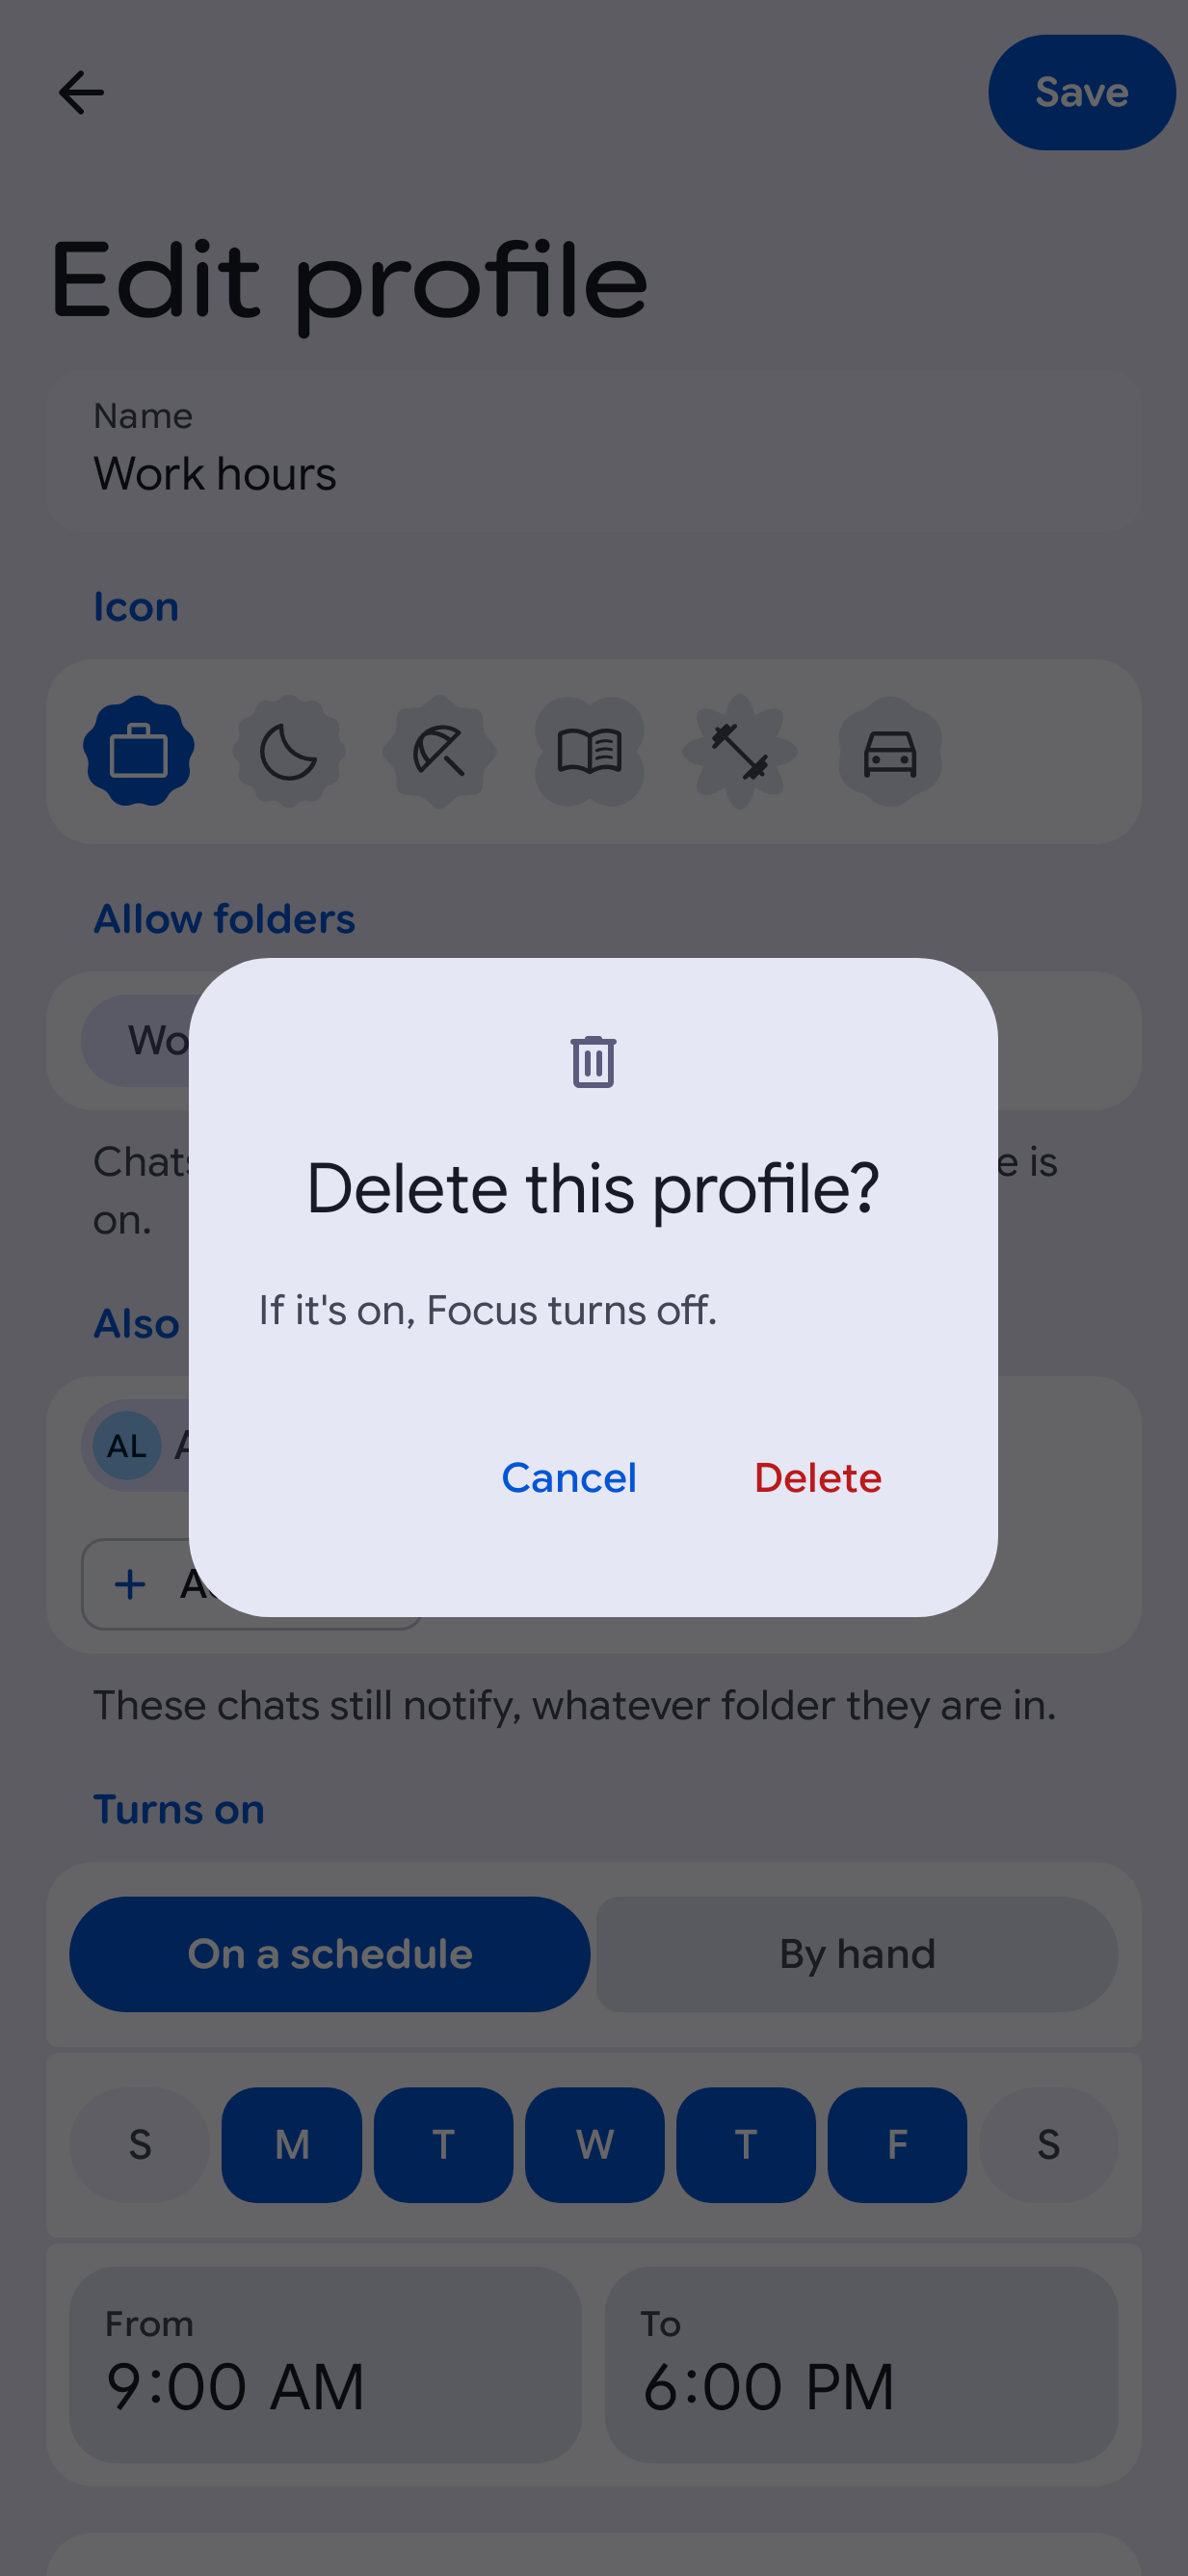 Save
Edit profile
Name
Work hours
Icon
Allow folders
on.
Also
Delete this profile?
If it's on, Focus turns off.
Cancel
Delete
AL
These chats still notify, whatever folder they are in.
Turns on
On a schedule
By hand
S M T W T F S
From
9:00 AM
To
6:00 PM